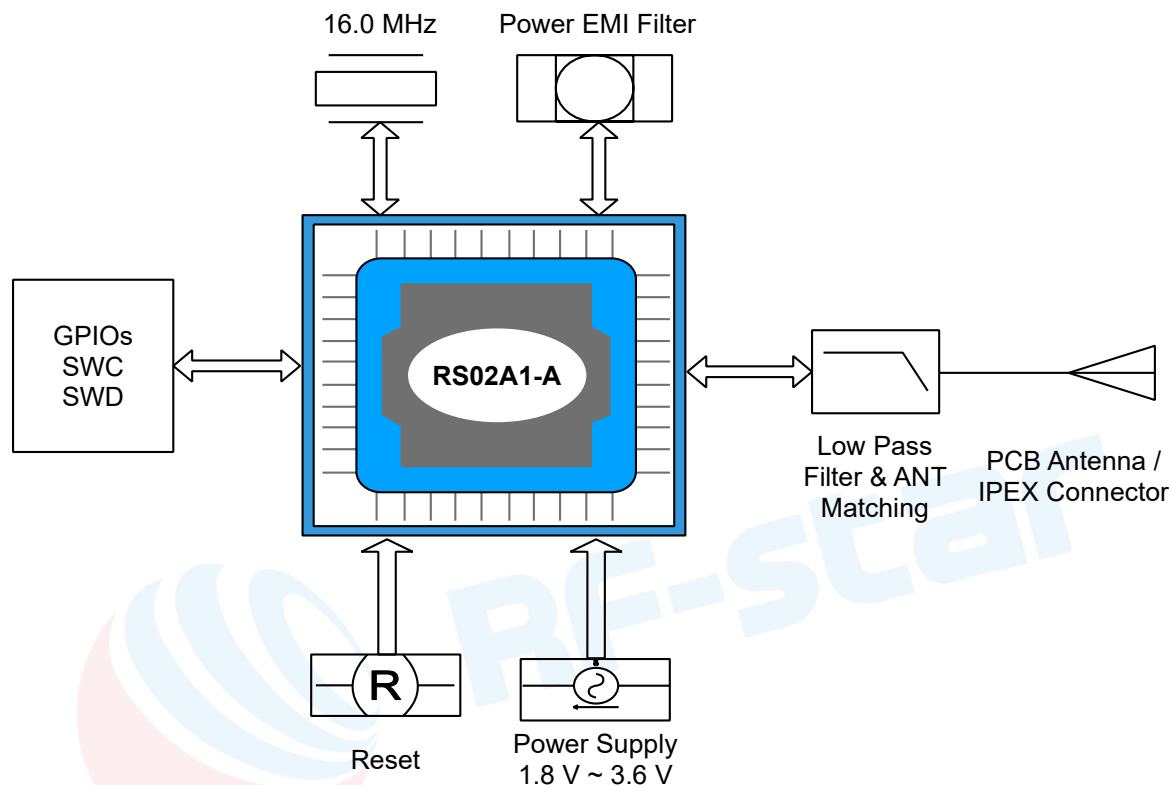 16.0 MHz
Power EMI Filter
GPIOs
SWC
SWD
RS02A1-A
Low Pass
Filter & ANT
Matching
PCB Antenna /
IPEX Connector
R
Reset
Power Supply
1.8 V ~ 3.6 V
Rf-star